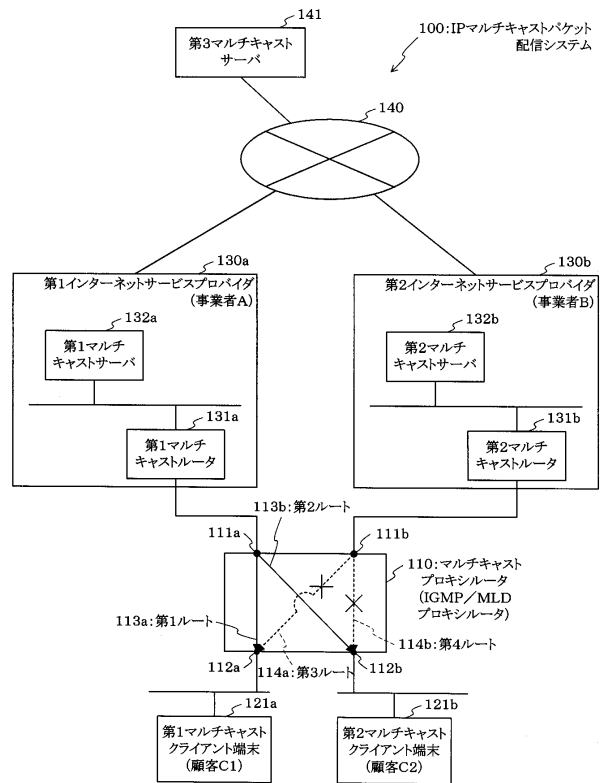 141
第3マルチキャスト
サーバ
100:IPマルチキャストパケット
配信システム
140
130a
第1インターネットサービスプロバイダ
(事業者A)
132a
第1マルチ
キャストサーバ
131a
第1マルチ
キャストルータ
130b
第2インターネットサービスプロバイダ
(事業者B)
132b
第2マルチ
キャストサーバ
131b
第2マルチ
キャストルータ
113b:第2ルート
111a
111b
110:マルチキャスト
プロキシルータ
(IGMP/MLD
プロキシルータ)
113a:第1ルート
114b:第4ルート
112a
114a:第3ルート
112b
121a
第1マルチキャスト
クライアント端末
(顧客C1)
121b
第2マルチキャスト
クライアント端末
(顧客C2)